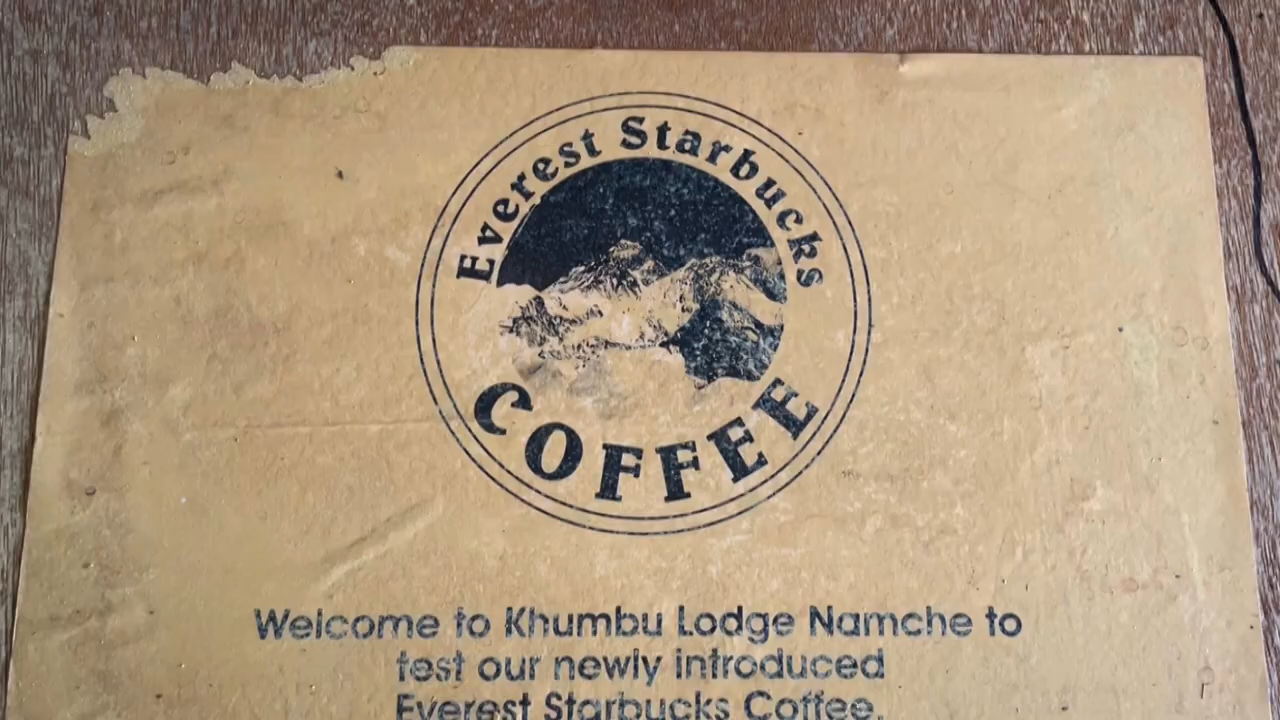 Everest Starbucks
COFFEE
Welcome to Khumbu Lodge Namche to
test our newly introduced
Everest Starbucks Coffee.